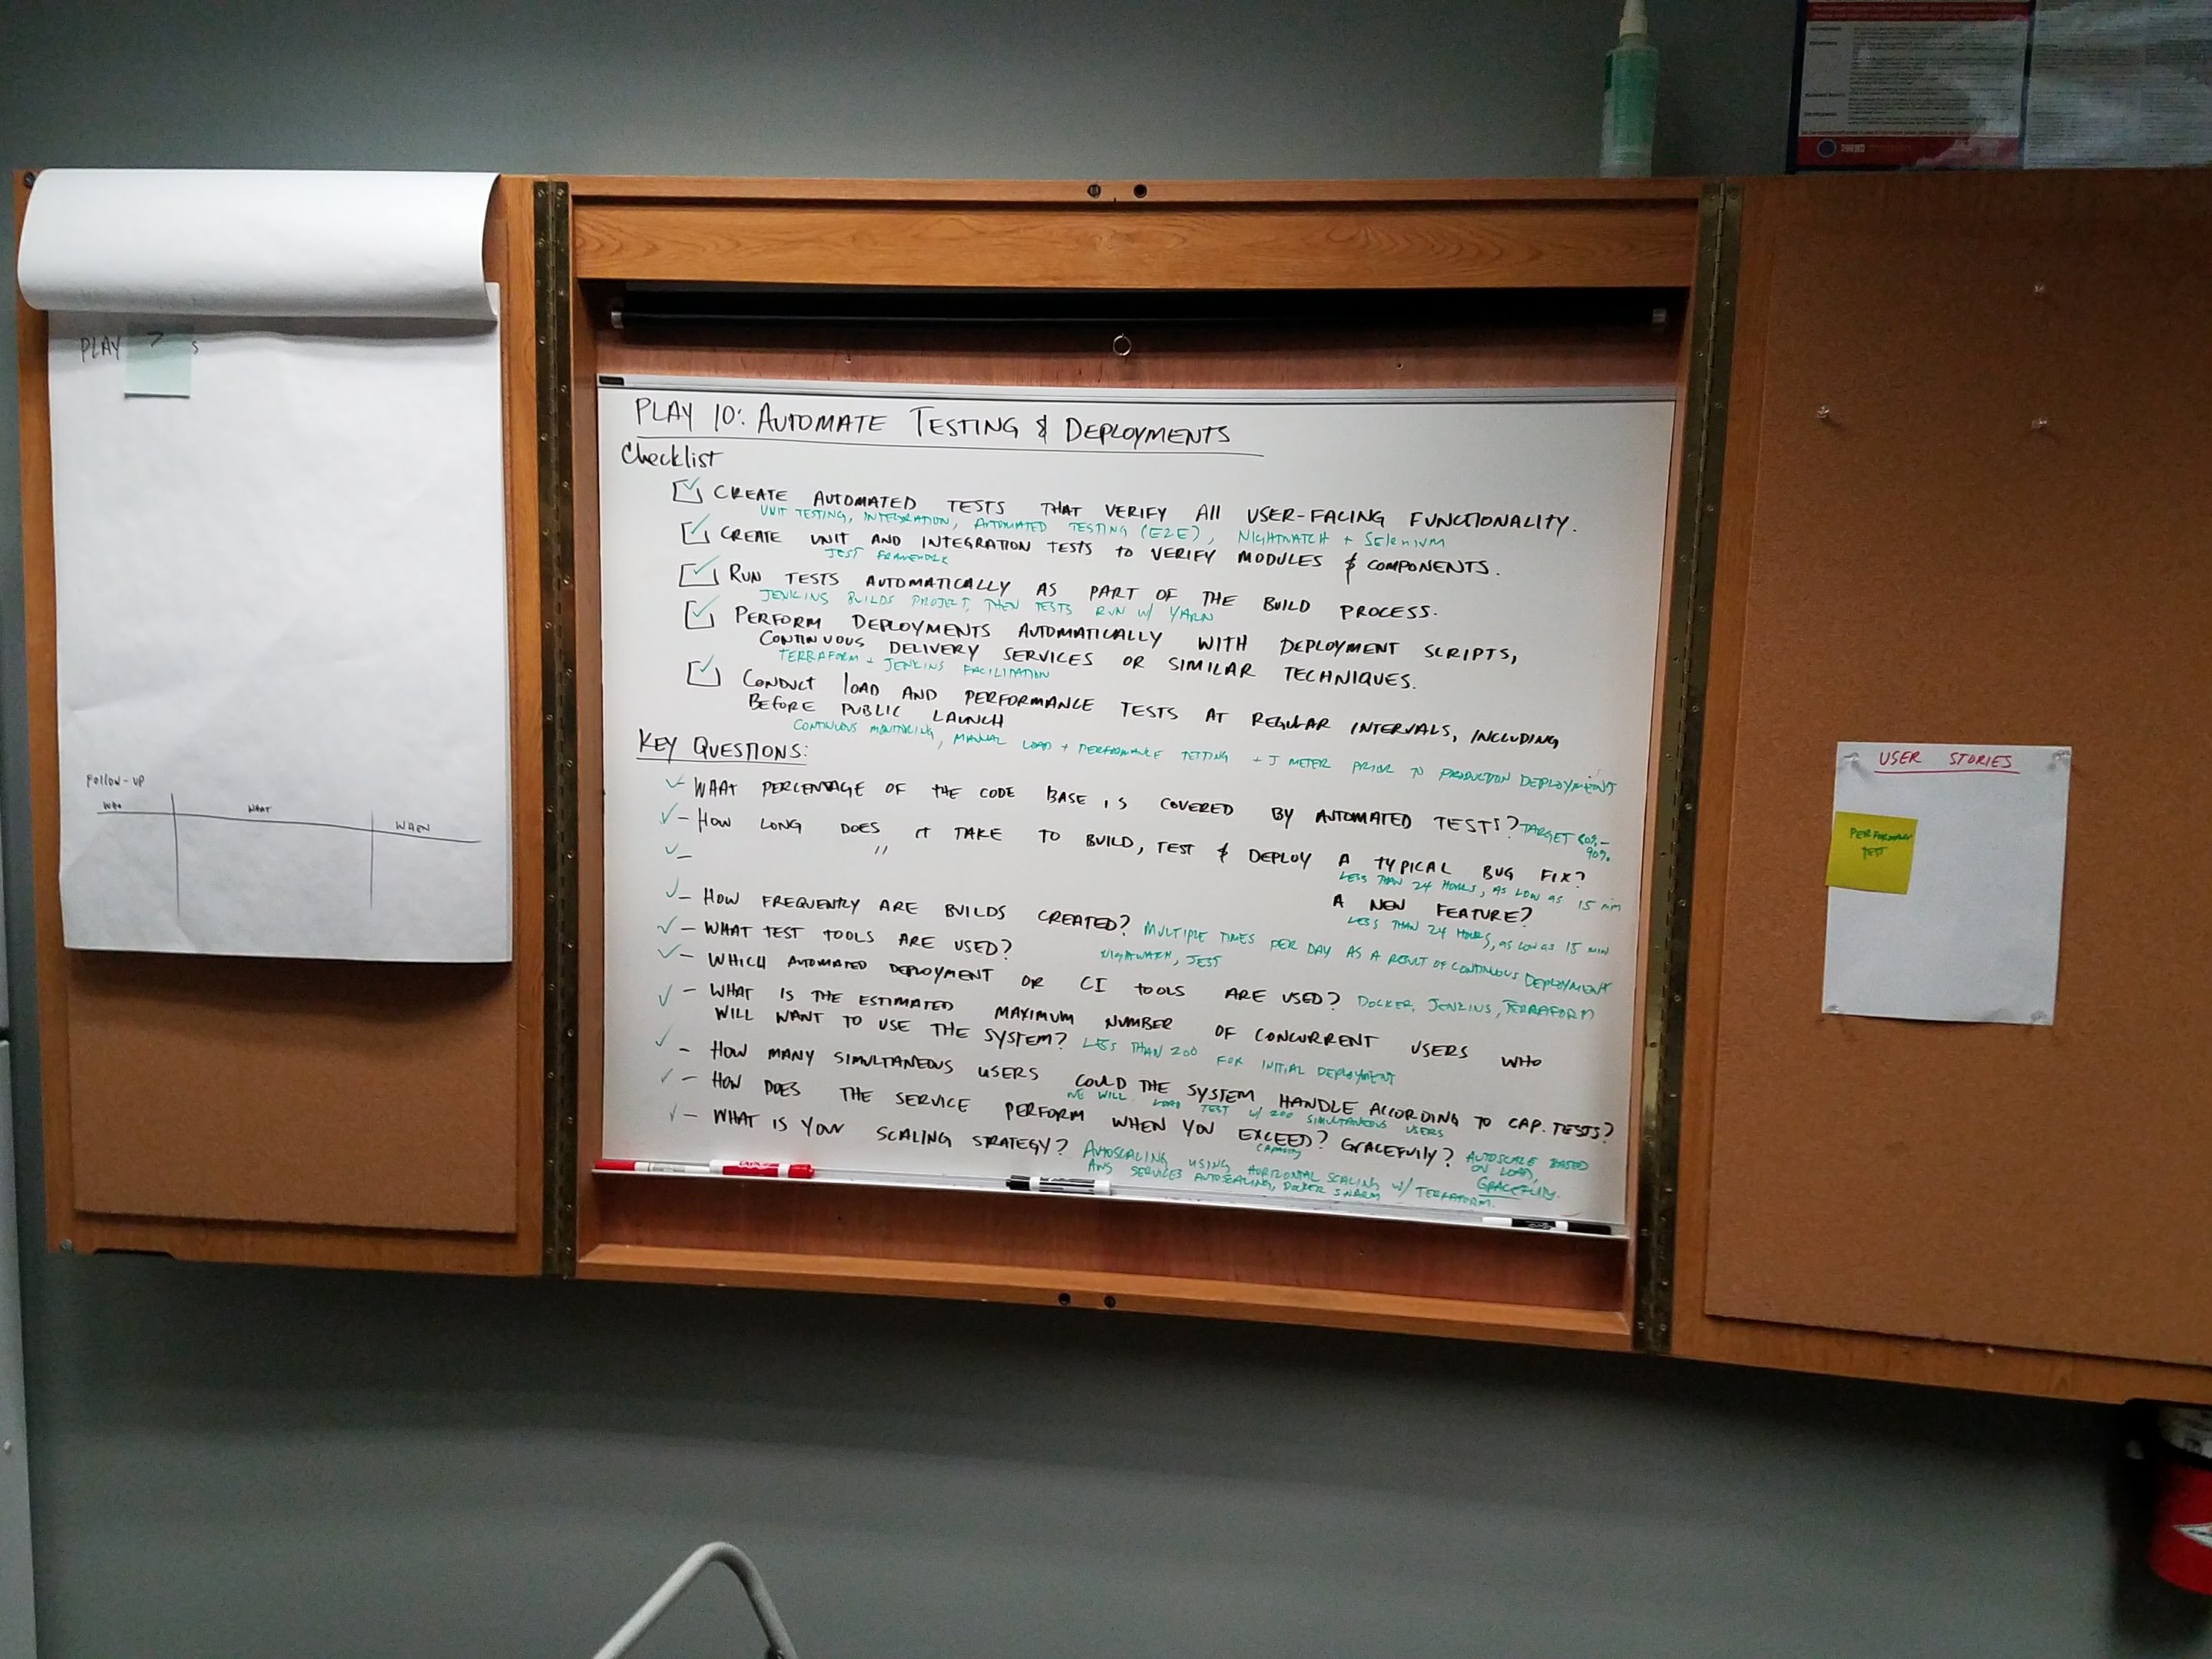 PLAY 7 s
FOLLOW-UP
WHO WHAT WHEN
PLAY 10: AUTOMATE TESTING & DEPLOYMENTS
Checklist
CREATE AUTOMATED TESTS THAT VERIFY All USER-FACING FUNCTIONALITY.
UNIT TESTING, INTEGRATION, AUTOMATED TESTING (E2E), NIGHTWATCH + SELENIUM
CREATE UNIT AND INTEGRATION TESTS TO VERIFY MODULES & COMPONENTS.
JEST FRAMEWORK
RUN TESTS AUTOMATICALLY AS PART OF THE BUILD PROCESS.
JENKINS BUILDS PROJECT, THEN TESTS RUN W/ YARN
PERFORM DEPLOYMENTS AUTOMATICALLY WITH DEPLOYMENT SCRIPTS,
CONTINUOUS DELIVERY SERVICES OR SIMILAR TECHNIQUES.
TERRAFORM + JENKINS FACILITATION
CONDUCT LOAD AND PERFORMANCE TESTS AT REGULAR INTERVALS, INCLUDING
BEFORE PUBLIC LAUNCH
CONTINUOUS MONITORING, MANUAL LOAD + PERFORMANCE TESTING + J METER PRIOR TO PRODUCTION DEPLOYMENT
KEY QUESTIONS:
- WHAT PERCENTAGE OF THE CODE BASE IS COVERED BY AUTOMATED TESTS? TARGET 80%-
90%
- HOW LONG DOES IT TAKE TO BUILD, TEST & DEPLOY A TYPICAL BUG FIX?
LESS THAN 24 HOURS, AS LOW AS 15 MIN
- " A NEW FEATURE?
LESS THAN 24 HOURS, AS LOW AS 15 MIN
- HOW FREQUENTLY ARE BUILDS CREATED? MULTIPLE TIMES PER DAY AS A RESULT OF CONTINUOUS DEPLOYMENT
- WHAT TEST TOOLS ARE USED? NIGHTWATCH, JEST
- WHICH AUTOMATED DEPLOYMENT OR CI TOOLS ARE USED? DOCKER, JENKINS, TERRAFORM
- WHAT IS THE ESTIMATED MAXIMUM NUMBER OF CONCURRENT USERS WHO
WILL WANT TO USE THE SYSTEM? LESS THAN 200 FOR INITIAL DEPLOYMENT
- HOW MANY SIMULTANEOUS USERS COULD THE SYSTEM HANDLE ACCORDING TO CAP. TESTS?
WE WILL LOAD TEST W/ 200 SIMULTANEOUS USERS
- HOW DOES THE SERVICE PERFORM WHEN YOU EXCEED? GRACEFULLY? AUTOSCALE BASED
CAPACITY
ON LOAD,
GRACEFULLY.
- WHAT IS YOUR SCALING STRATEGY? AUTOSCALING USING HORIZONTAL SCALING W/ TERRAFORM.
AWS SERVICES AUTOSCALING, DOCKER SWARM
USER STORIES
PERFORMANCE
TEST